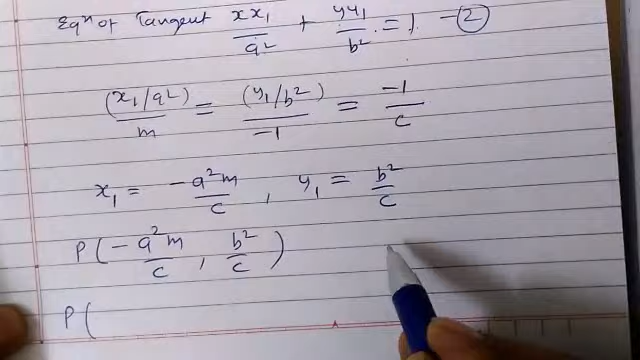 Eqⁿ of Tangent xx₁/a² + yy₁/b² = 1. — ②
(x₁/a²)/m = (y₁/b²)/-1 = -1/c
x₁ = -a²m/c , y₁ = b²/c
P(-a²m/c , b²/c)
P(